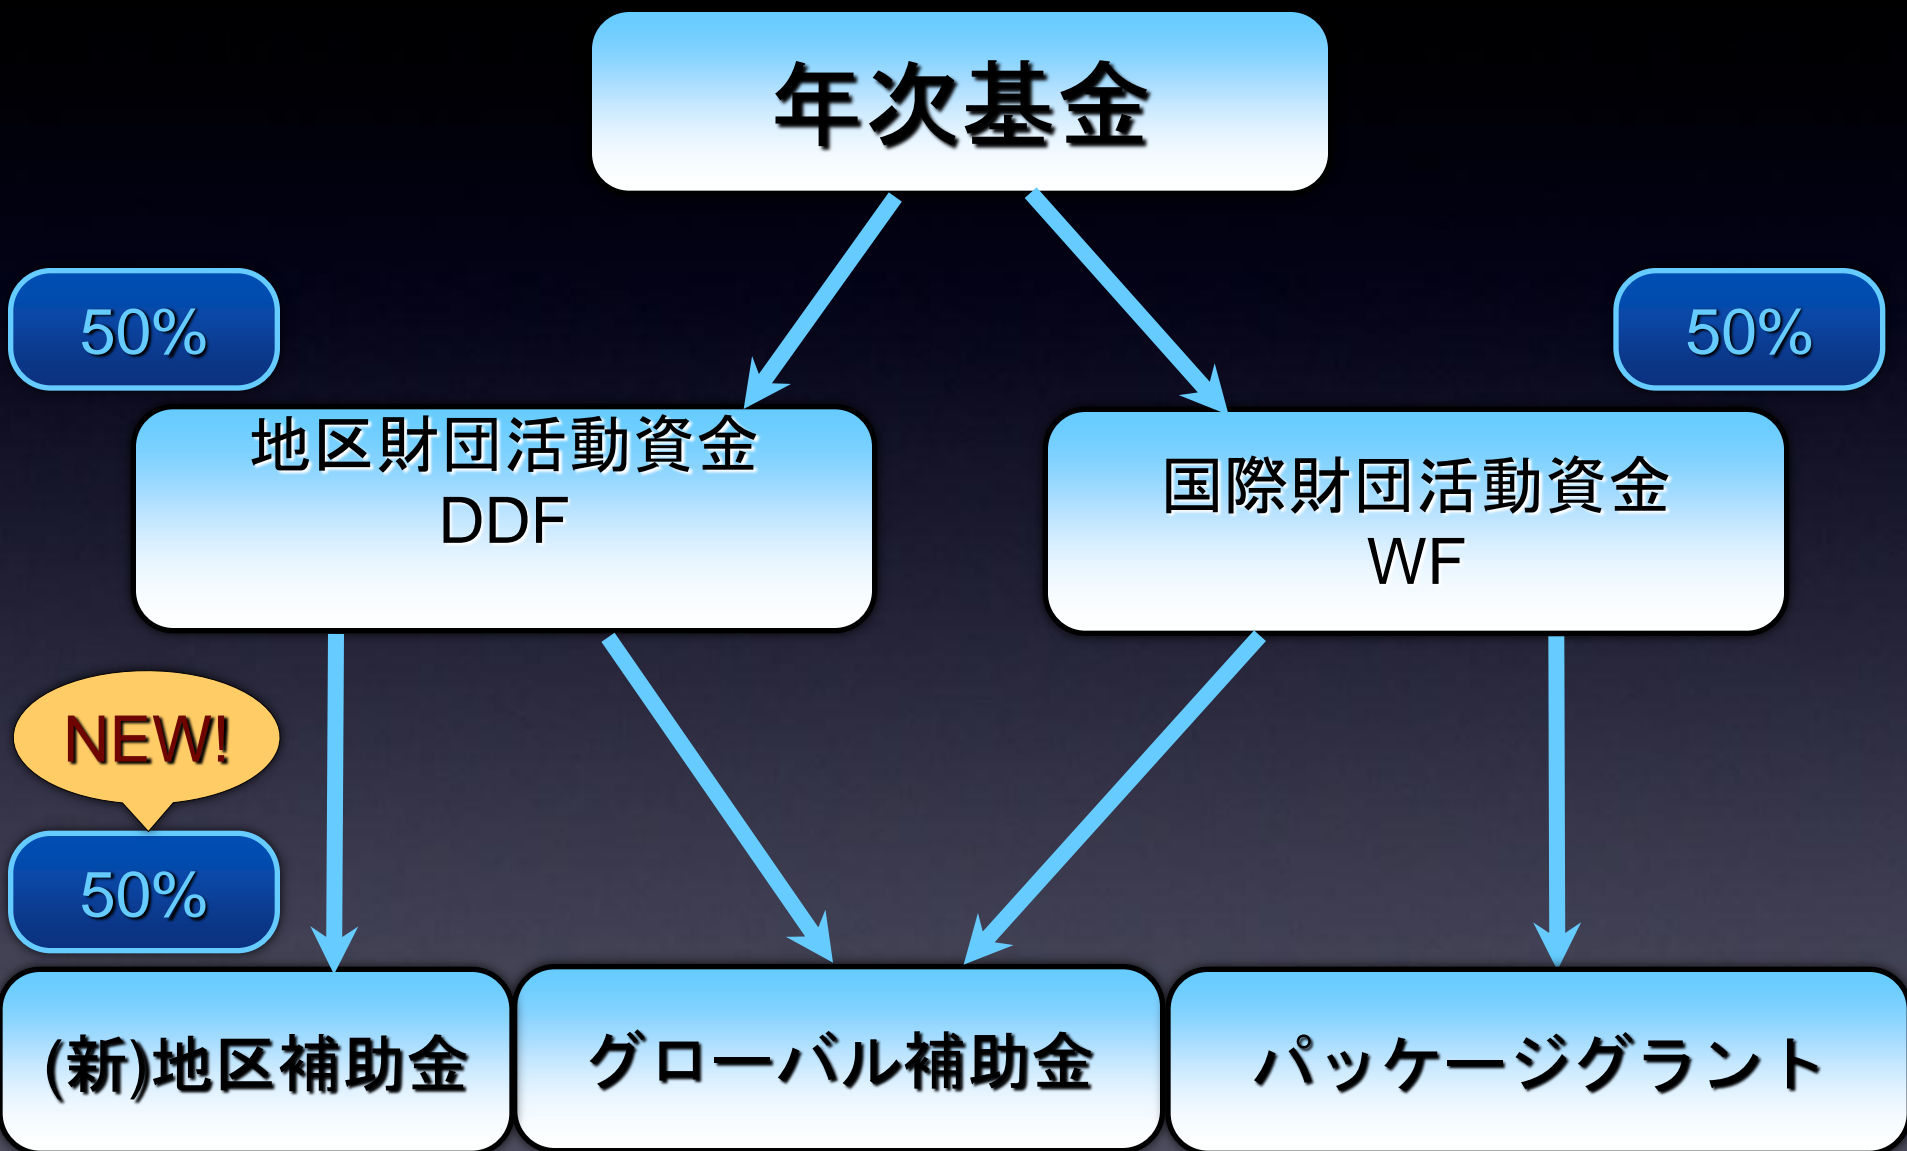 年次基金
50%
50%
地区財団活動資金
DDF
国際財団活動資金
WF
NEW!
50%
(新)地区補助金
グローバル補助金
パッケージグラント